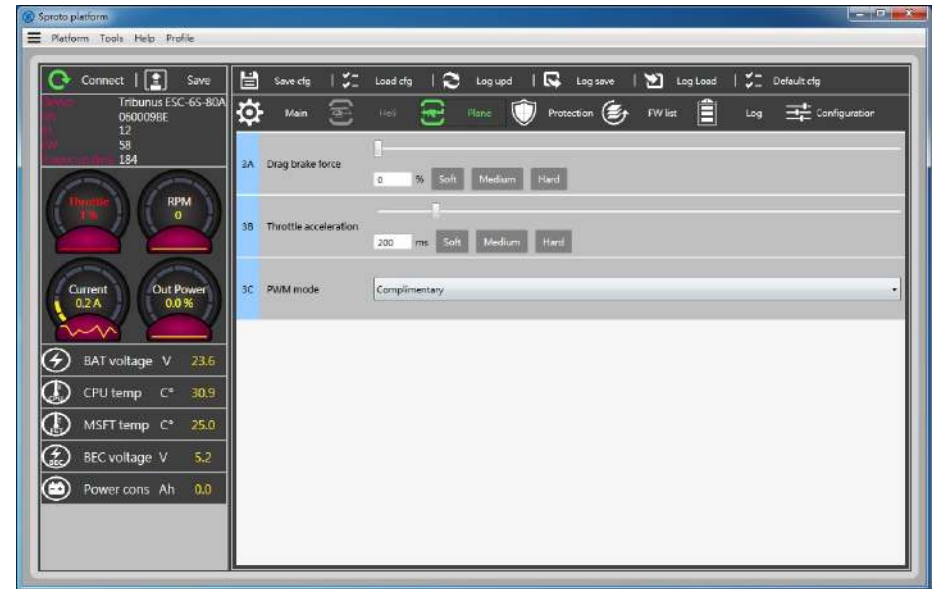 Sproto platform
Platform Tools Help Profile
Connect | Save
Save cfg | Load cfg | Log upd | Log save | Log Load | Default cfg
Tribunus ESC-6S-80A
060009BE
12
58
184
Main Heli Plane Protection FW list Log Configuration
Throttle
1 %
RPM
0
Current
0.2 A
Out Power
0.0 %
BAT voltage V 23.6
CPU temp C° 30.9
MSFT temp C° 25.0
BEC voltage V 5.2
Power cons Ah 0.0
3A Drag brake force
0 % Soft Medium Hard
3B Throttle acceleration
200 ms Soft Medium Hard
3C PWM mode Complimentary